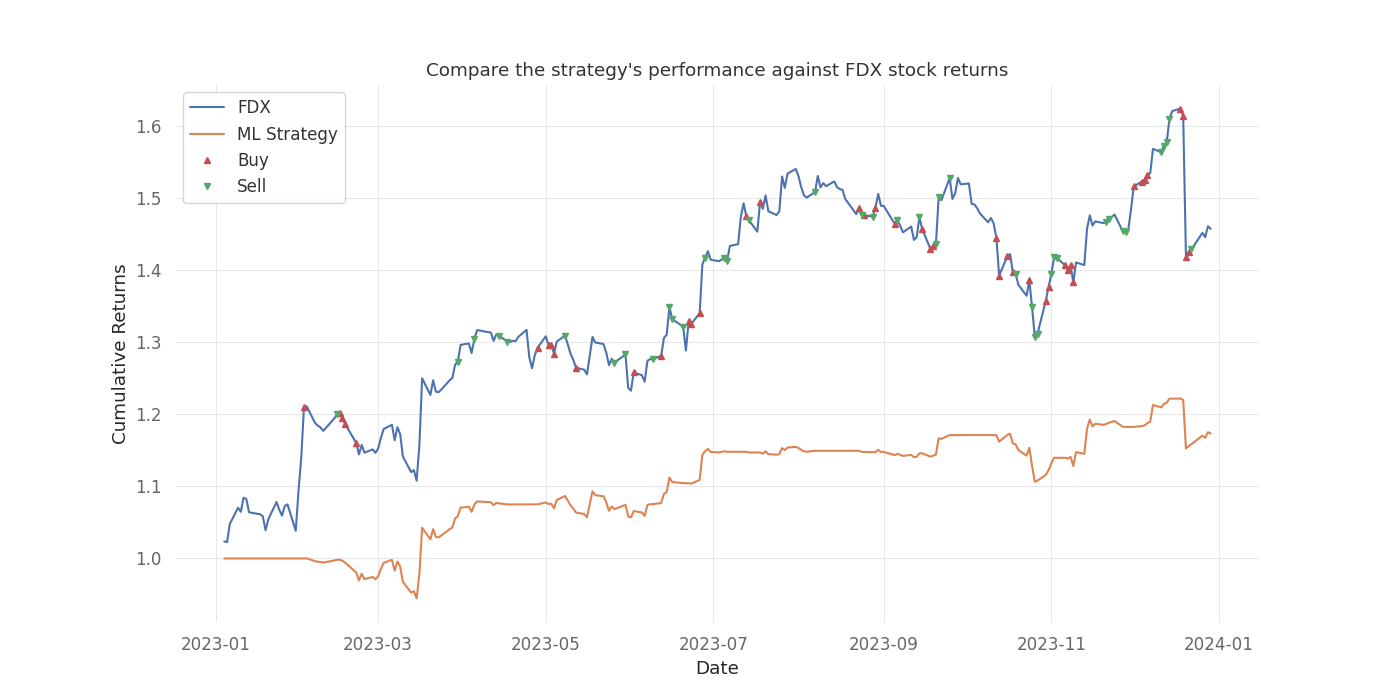 Compare the strategy's performance against FDX stock returns
FDX
ML Strategy
Buy
Sell
Cumulative Returns
1.6
1.5
1.4
1.3
1.2
1.1
1.0
2023-01 2023-03 2023-05 2023-07 2023-09 2023-11 2024-01
Date